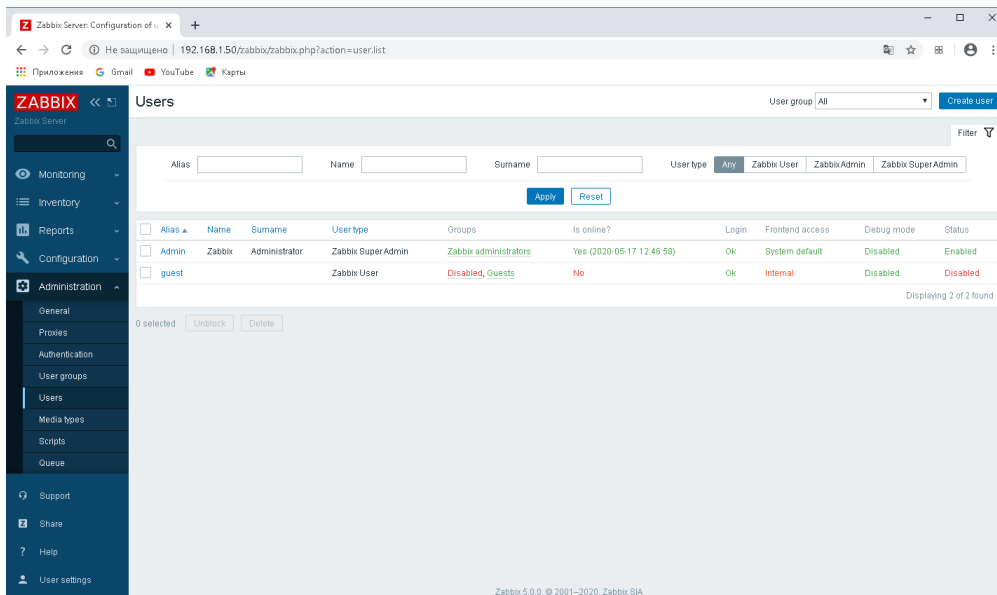 Zabbix Server: Configuration of u
Не защищено | 192.168.1.50/zabbix/zabbix.php?action=user.list
Приложения Gmail YouTube Карты
ZABBIX
Zabbix Server
Monitoring
Inventory
Reports
Configuration
Administration
General
Proxies
Authentication
User groups
Users
Media types
Scripts
Queue
Support
Share
Help
User settings
Users
User group All Create user
Filter
Alias Name Surname User type Any Zabbix User Zabbix Admin Zabbix Super Admin
Apply Reset
Alias Name Surname User type Groups Is online? Login Frontend access Debug mode Status
Admin Zabbix Administrator Zabbix Super Admin Zabbix administrators Yes (2020-05-17 12:46:58) Ok System default Disabled Enabled
guest Zabbix User Disabled, Guests No Ok Internal Disabled Disabled
Displaying 2 of 2 found
0 selected Unblock Delete
Zabbix 5.0.0. © 2001–2020, Zabbix SIA